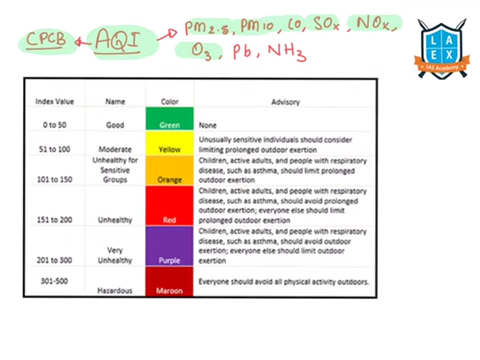 CPCB ← AQI → PM2.5, PM10, CO, SOx, NOx,
O3, Pb, NH3
LA
EX
IAS Academy
Index Value Name Color Advisory
0 to 50 Good Green None
51 to 100 Moderate Yellow Unusually sensitive individuals should consider
limiting prolonged outdoor exertion
101 to 150 Unhealthy for
Sensitive
Groups Orange Children, active adults, and people with respiratory
disease, such as asthma, should limit prolonged
outdoor exertion
151 to 200 Unhealthy Red Children, active adults, and people with respiratory
disease, such as asthma, should avoid prolonged
outdoor exertion; everyone else should limit
prolonged outdoor exertion
201 to 300 Very
Unhealthy Purple Children, active adults, and people with respiratory
disease, such as asthma, should avoid outdoor
exertion; everyone else should limit outdoor
exertion
301-500 Hazardous Maroon Everyone should avoid all physical activity outdoors.